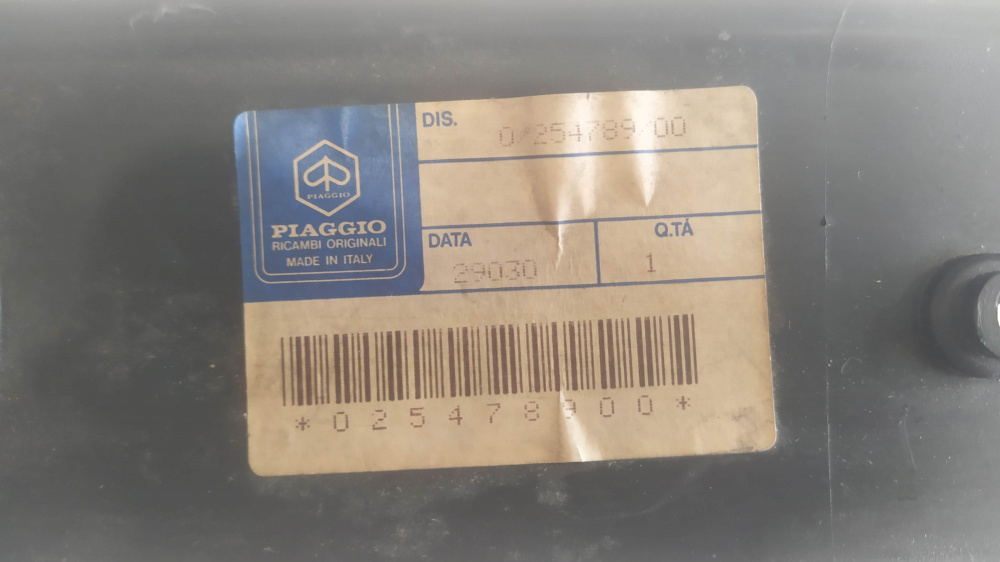 PIAGGIO
PIAGGIO
RICAMBI ORIGINALI
MADE IN ITALY
DIS.
0/254789/00
DATA
29030
Q.TÁ
1
*025478900*